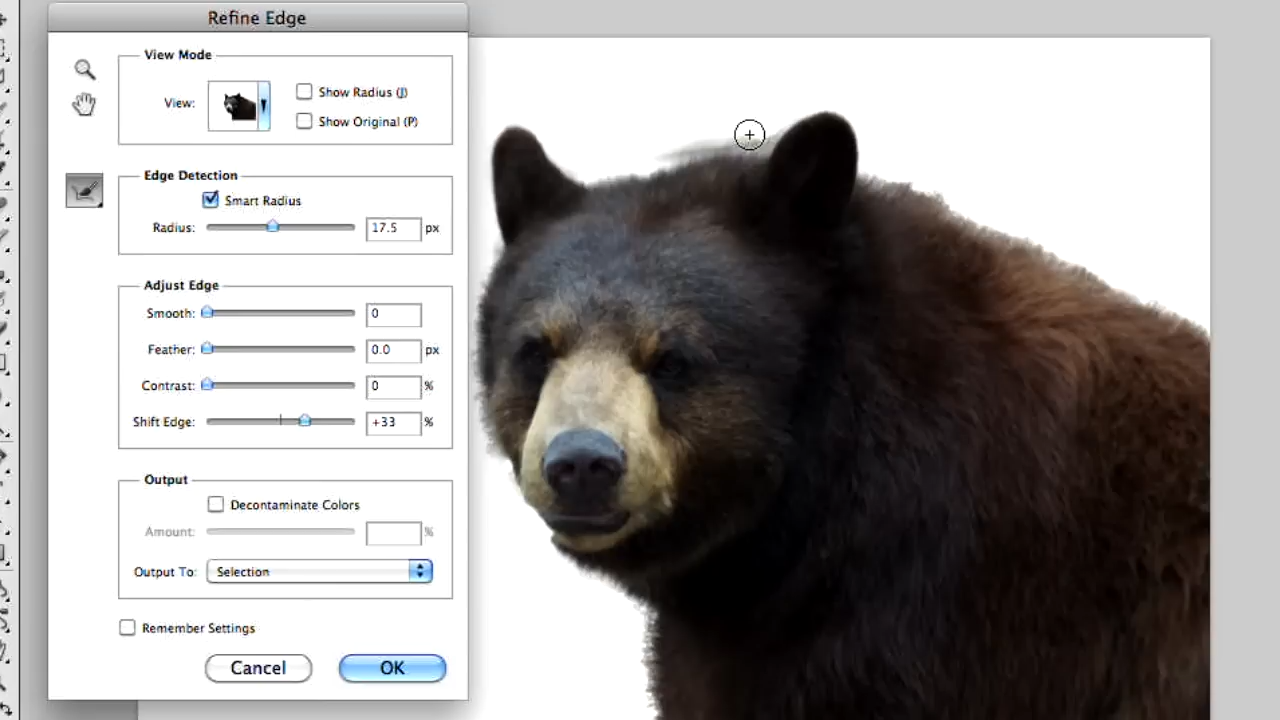 Refine Edge
View Mode
View:
Show Radius (J)
Show Original (P)
Edge Detection
Smart Radius
Radius: 17.5 px
Adjust Edge
Smooth: 0
Feather: 0.0 px
Contrast: 0 %
Shift Edge: +33 %
Output
Decontaminate Colors
Amount: %
Output To: Selection
Remember Settings
Cancel OK